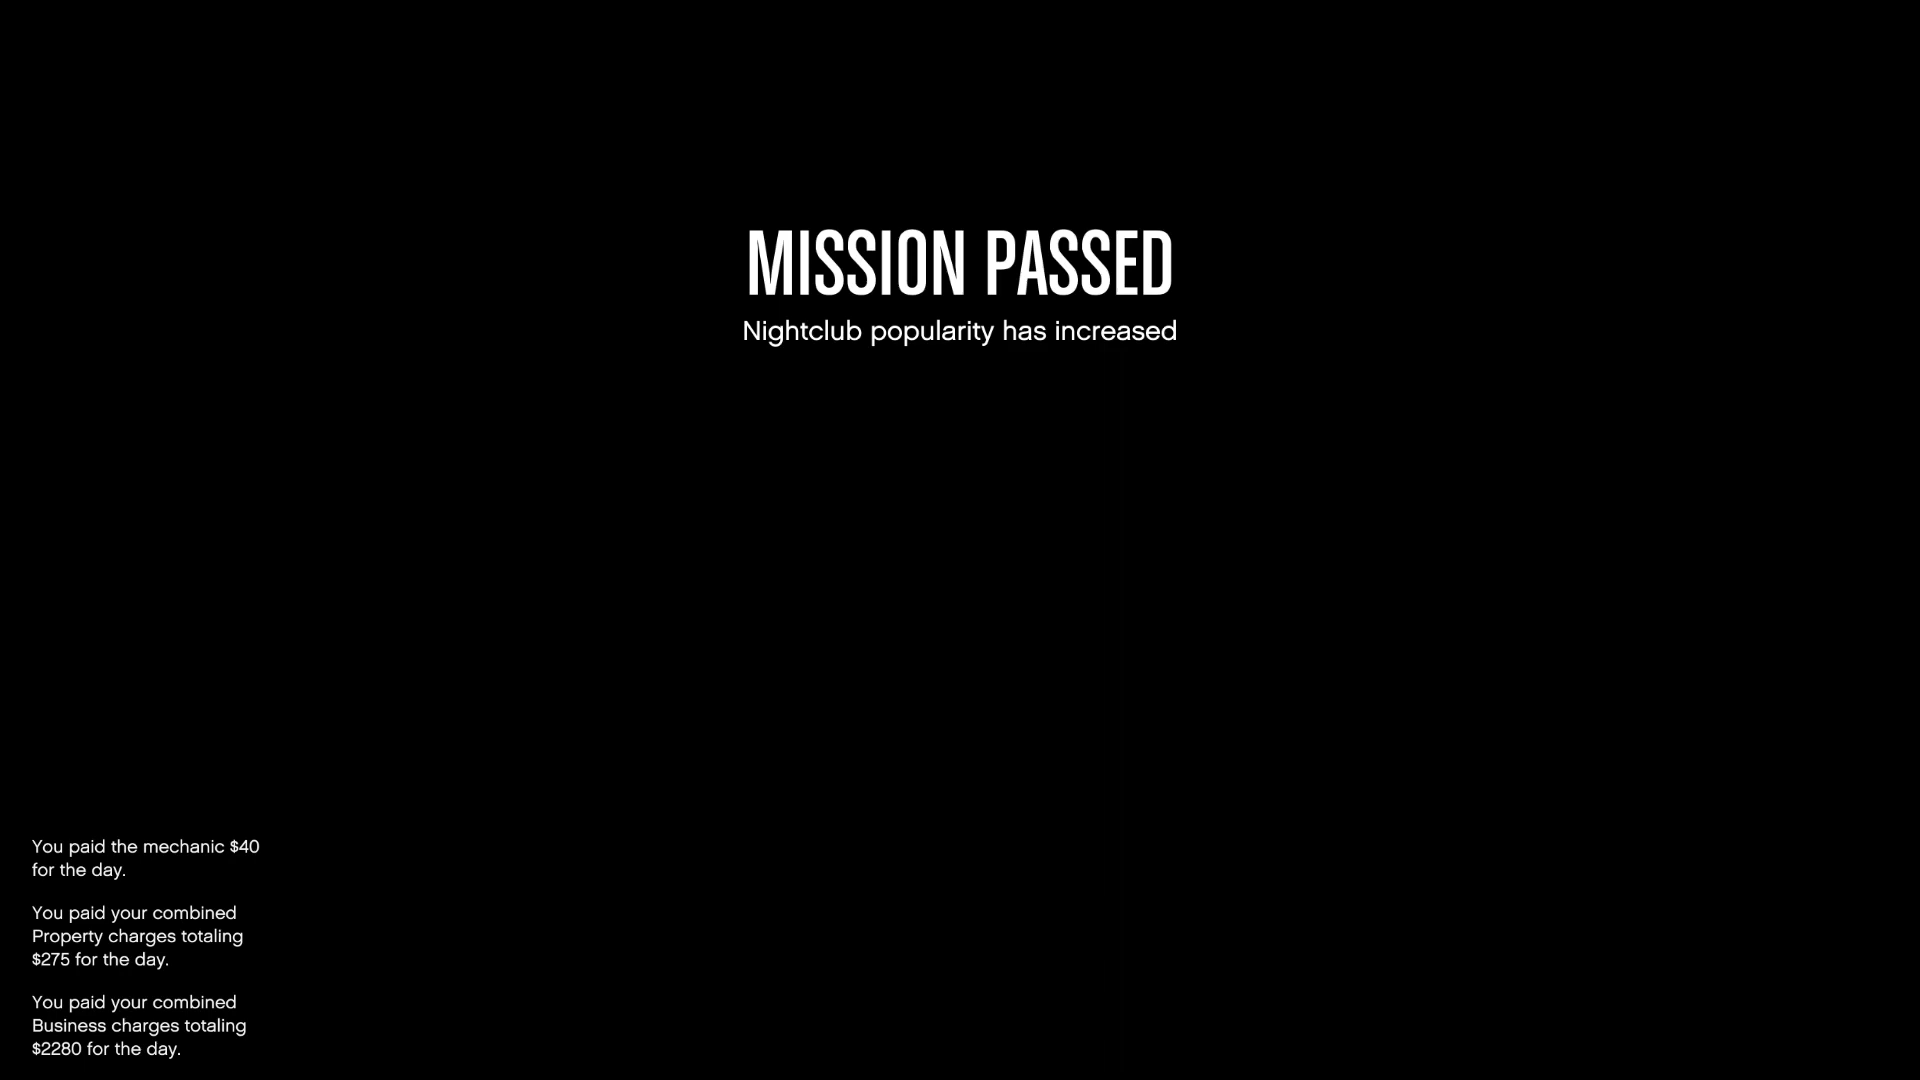 MISSION PASSED
Nightclub popularity has increased
You paid the mechanic $40
for the day.
You paid your combined
Property charges totaling
$275 for the day.
You paid your combined
Business charges totaling
$2280 for the day.